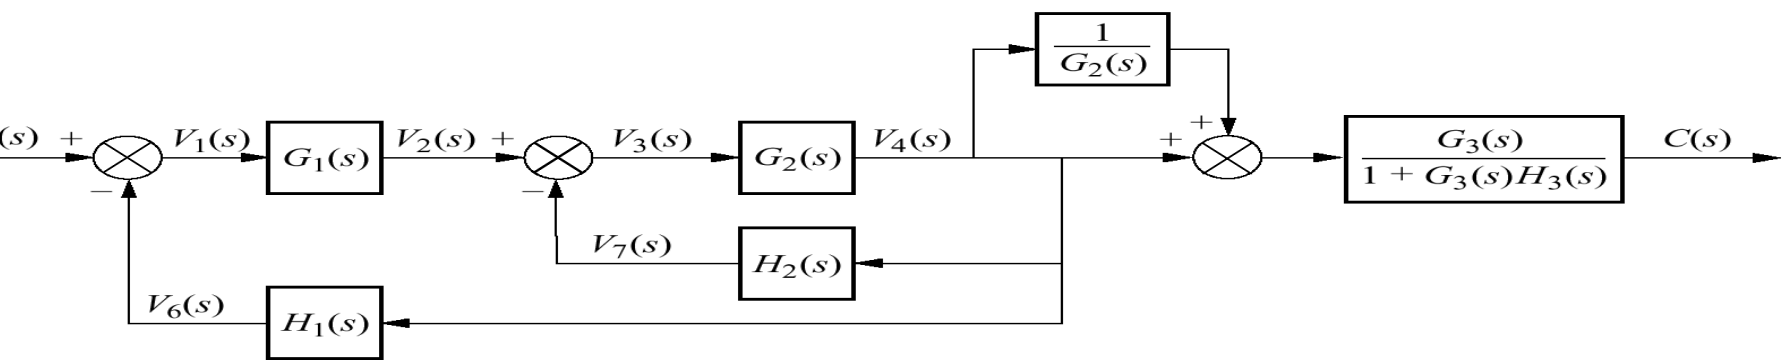 1
G₂(s)
(s) + V₁(s) G₁(s) V₂(s) + V₃(s) G₂(s) V₄(s) + + G₃(s) C(s)
1 + G₃(s)H₃(s)
− −
V₇(s) H₂(s)
V₆(s) H₁(s)